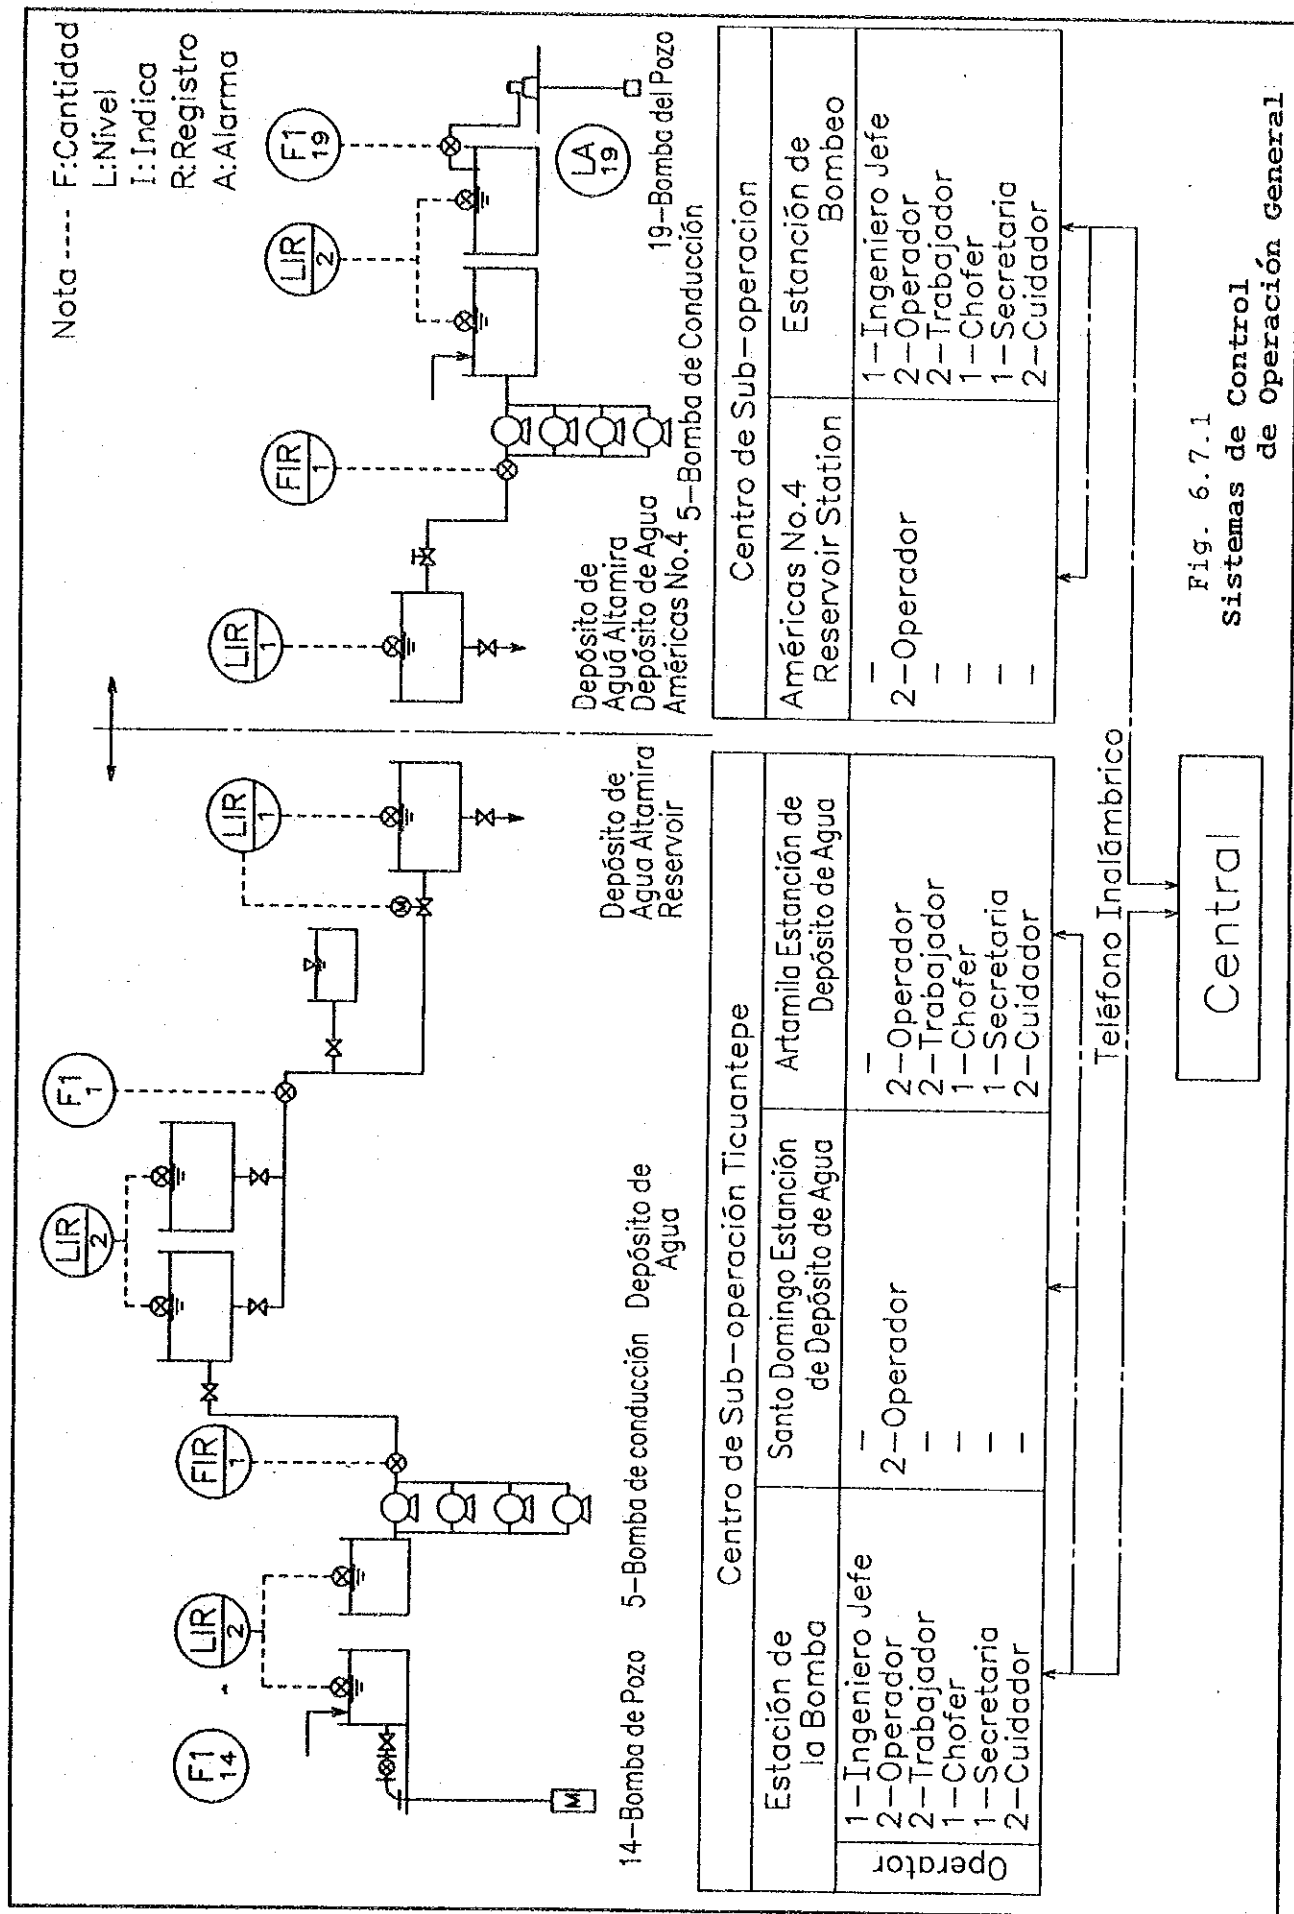 Nota ---- F:Cantidad
L:Nivel
I:Indica
R:Registro
A:Alarma
F1
14
LIR
2
FIR
1
LIR
2
F1
1
LIR
1
LIR
1
FIR
1
LIR
2
F1
19
LA
19
M
M
14-Bomba de Pozo
5-Bomba de conducción
Depósito de
Agua
Depósito de
Agua Altamira
Reservoir
Depósito de
Aguá Altamira
Depósito de Agua
Américas No.4
5-Bomba de Conducción
19-Bomba del Pozo
Centro de Sub-operación Ticuantepe
Estación de
la Bomba
Santo Domingo Estanción
de Depósito de Agua
Artamila Estanción de
Depósito de Agua
Operator
1-Ingeniero Jefe
2-Operador
2-Trabajador
1-Chofer
1-Secretaria
2-Cuidador
-
2-Operador
-
-
-
-
-
2-Operador
2-Trabajador
1-Chofer
1-Secretaria
2-Cuidador
Centro de Sub-operacion
Américas No.4
Reservoir Station
Estanción de
Bombeo
-
2-Operador
-
-
-
-
1-Ingeniero Jefe
2-Operador
2-Trabajador
1-Chofer
1-Secretaria
2-Cuidador
Teléfono Inalámbrico
Central
Fig. 6.7.1
Sistemas de Control
de Operación General